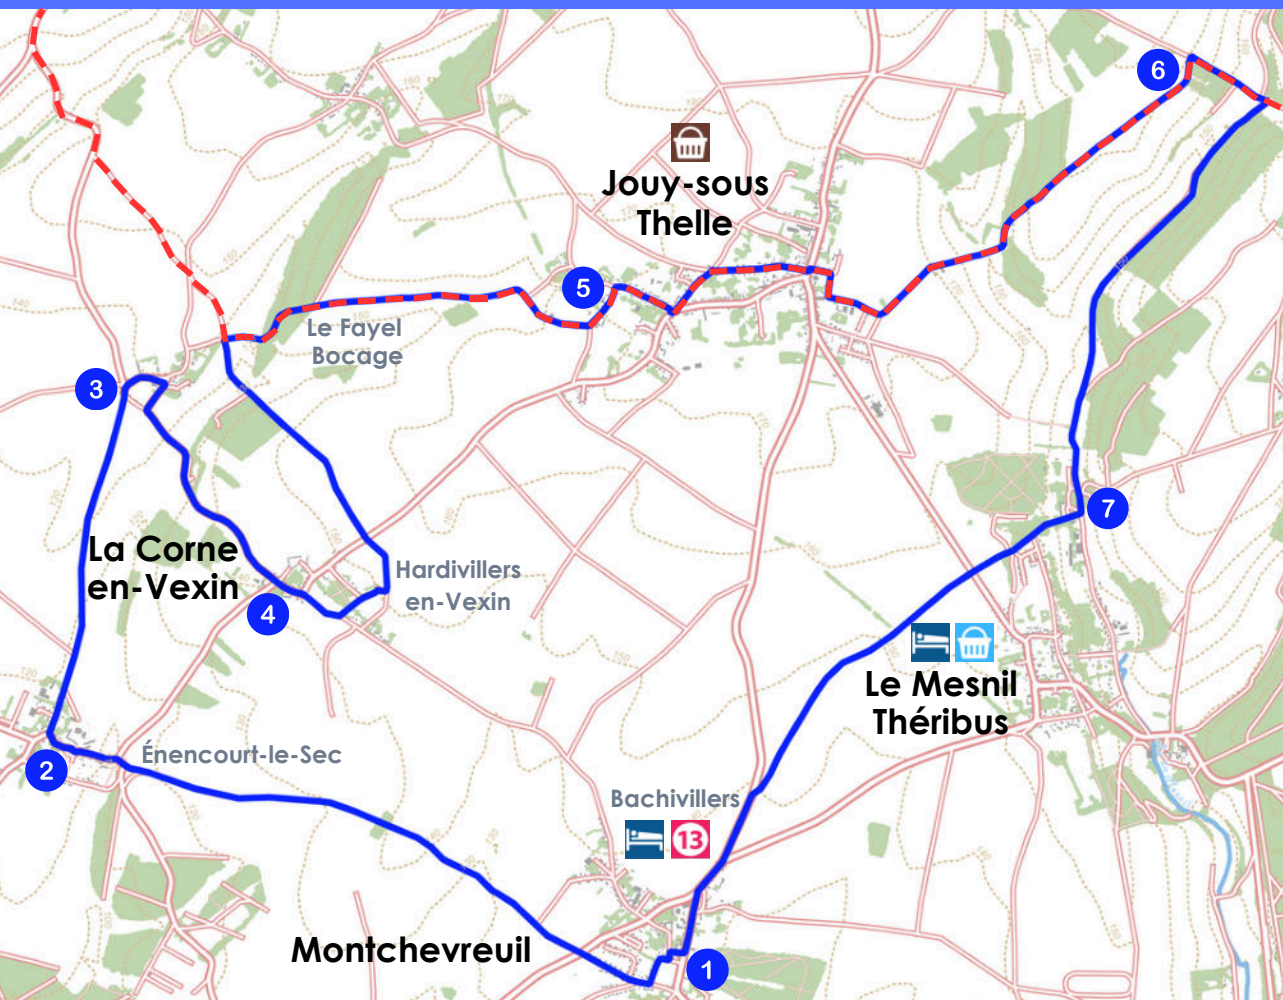 6
Jouy-sous
Thelle
5
Le Fayel
Bocage
3
7
La Corne
en-Vexin
Hardivillers
en-Vexin
4
Le Mesnil
Théribus
Énencourt-le-Sec
2
Bachivillers
13
Montchevreuil
1